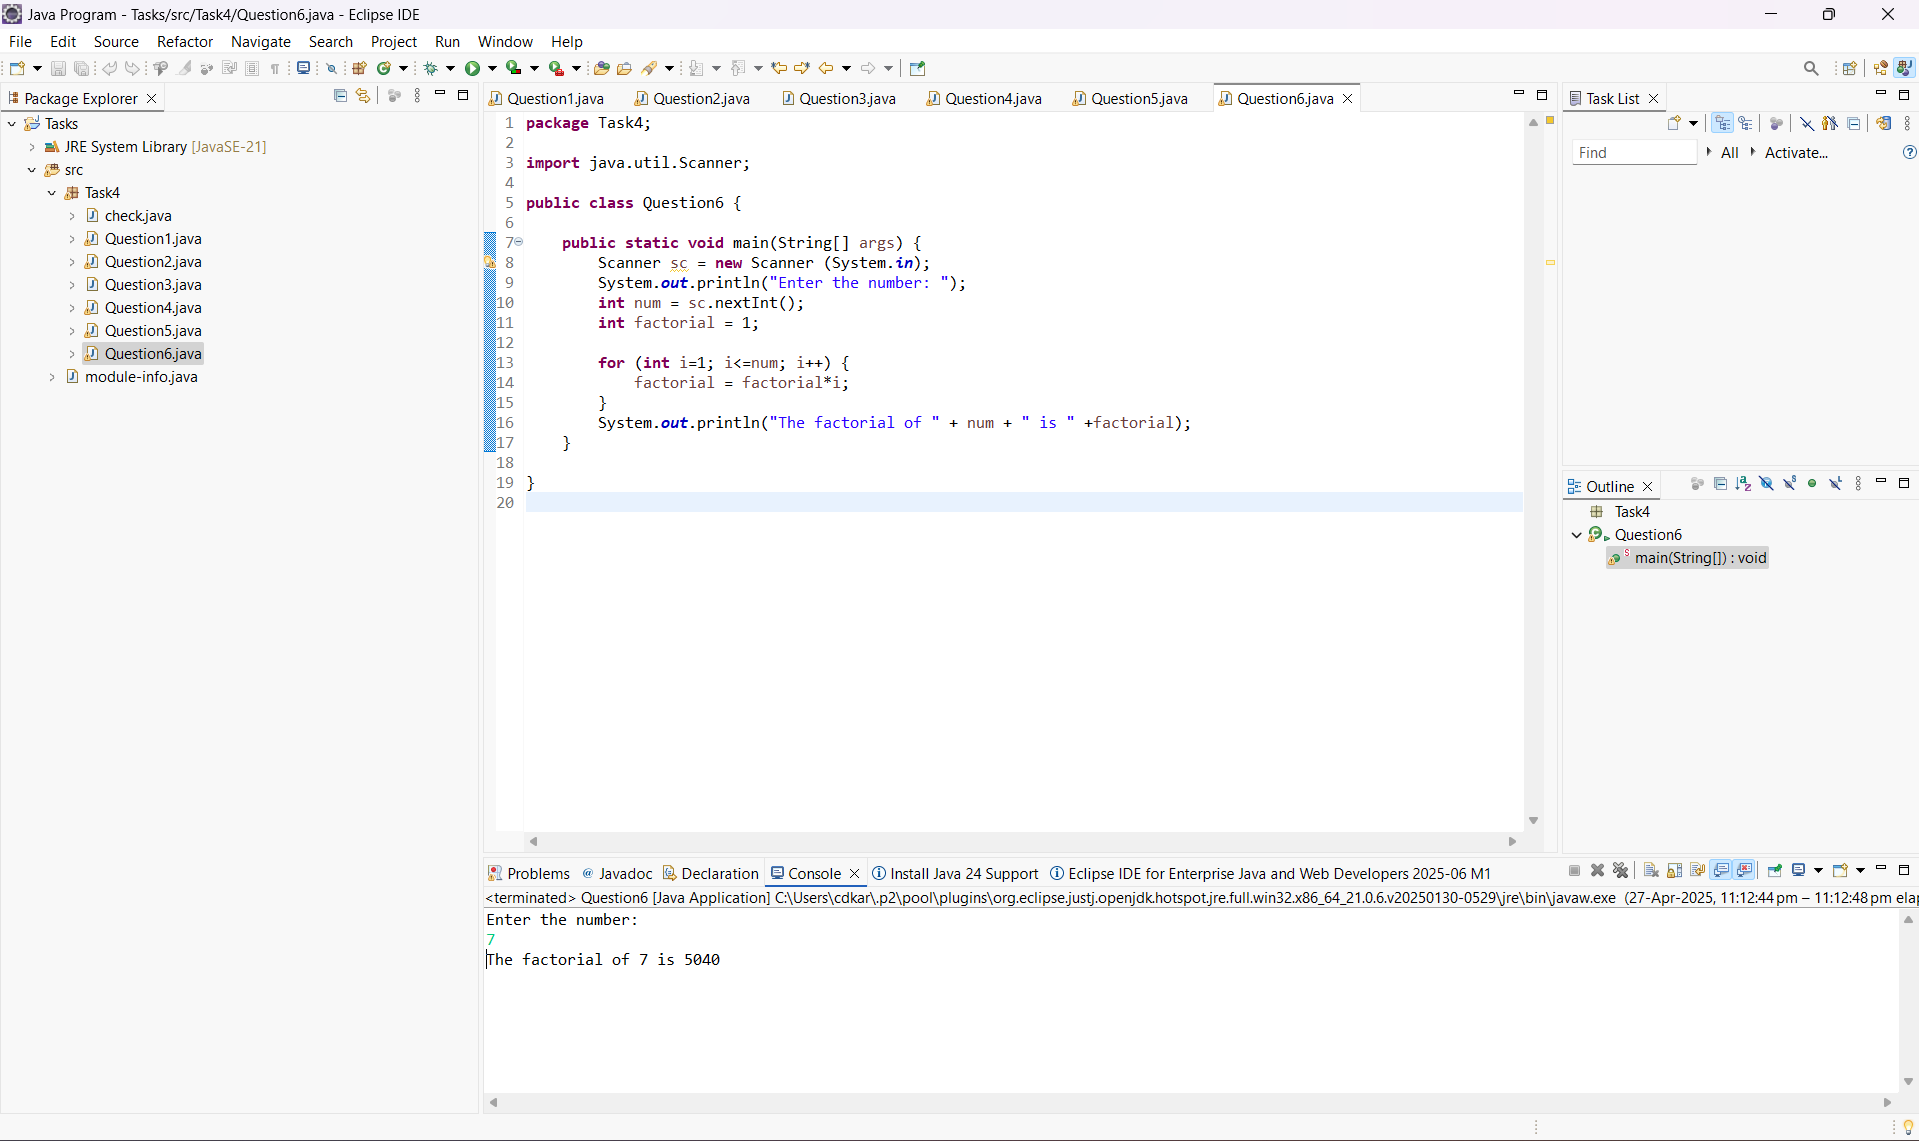 Java Program - Tasks/src/Task4/Question6.java - Eclipse IDE
File Edit Source Refactor Navigate Search Project Run Window Help
Package Explorer
Tasks
JRE System Library [JavaSE-21]
src
Task4
check.java
Question1.java
Question2.java
Question3.java
Question4.java
Question5.java
Question6.java
module-info.java
Question1.java Question2.java Question3.java Question4.java Question5.java Question6.java
1 package Task4;
2
3 import java.util.Scanner;
4
5 public class Question6 {
6
7 public static void main(String[] args) {
8 Scanner sc = new Scanner (System.in);
9 System.out.println("Enter the number: ");
10 int num = sc.nextInt();
11 int factorial = 1;
12
13 for (int i=1; i<=num; i++) {
14 factorial = factorial*i;
15 }
16 System.out.println("The factorial of " + num + " is " +factorial);
17 }
18
19 }
20
Task List
Find All Activate...
Outline
Task4
Question6
main(String[]) : void
Problems Javadoc Declaration Console Install Java 24 Support Eclipse IDE for Enterprise Java and Web Developers 2025-06 M1
<terminated> Question6 [Java Application] C:\Users\cdkar\.p2\pool\plugins\org.eclipse.justj.openjdk.hotspot.jre.full.win32.x86_64_21.0.6.v20250130-0529\jre\bin\javaw.exe (27-Apr-2025, 11:12:44 pm – 11:12:48 pm elap
Enter the number:
7
The factorial of 7 is 5040